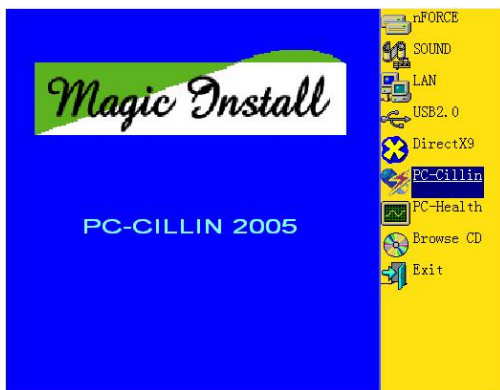 Magic Install
PC-CILLIN 2005
nFORCE
SOUND
LAN
USB2.0
DirectX9
PC-Cillin
PC-Health
Browse CD
Exit